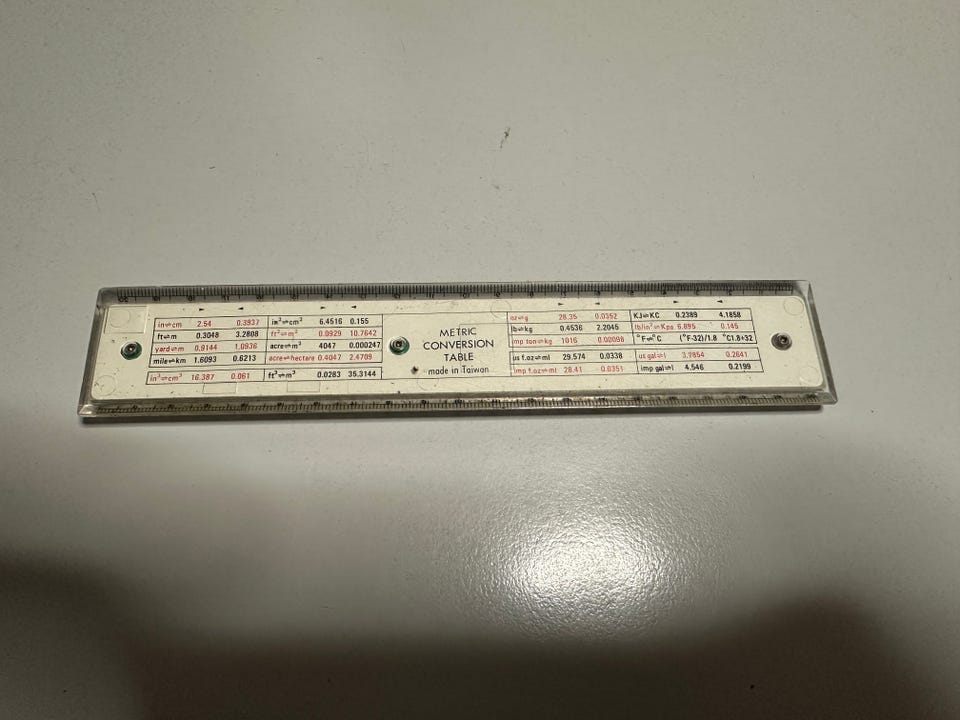 in⇌cm 2.54 0.3937
ft⇌m 0.3048 3.2808
yard⇌m 0.9144 1.0936
mile⇌km 1.6093 0.6213
in³⇌cm³ 16.387 0.061
in²⇌cm² 6.4516 0.155
ft²⇌m² 0.0929 10.7642
acre⇌m² 4047 0.000247
acre⇌hectare 0.4047 2.4709
ft³⇌m³ 0.0283 35.3144
METRIC
CONVERSION
TABLE
made in Taiwan
oz⇌g 28.35 0.0352
lb⇌kg 0.4536 2.2045
imp ton⇌kg 1016 0.00098
us f.oz⇌ml 29.574 0.0338
imp f.oz⇌ml 28.41 0.0351
KJ⇌KC 0.2389 4.1858
lb/in²⇌Kpa 6.895 0.145
°F⇌°C (°F-32)/1.8 °C1.8+32
us gal⇌l 3.7854 0.2641
imp gal⇌l 4.546 0.2199